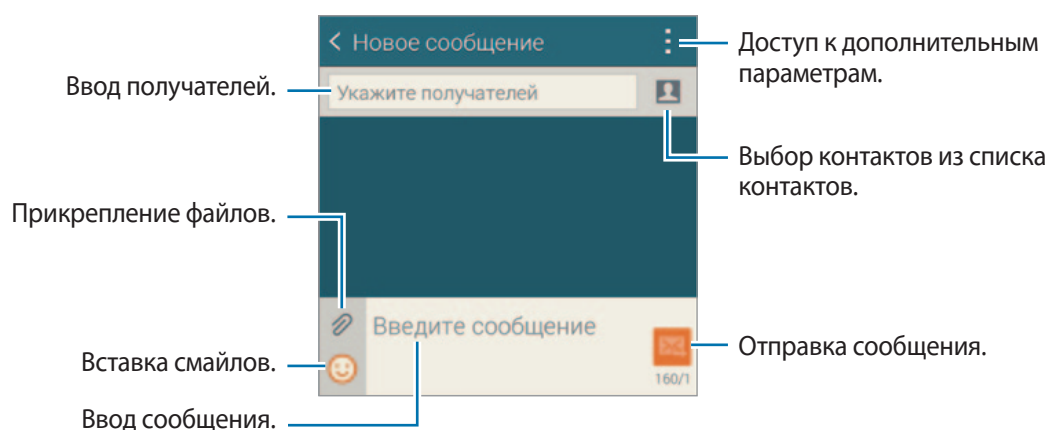 Новое сообщение
Доступ к дополнительным
параметрам.
Ввод получателей.
Укажите получателей
Выбор контактов из списка
контактов.
Прикрепление файлов.
Введите сообщение
Отправка сообщения.
Вставка смайлов.
160/1
Ввод сообщения.